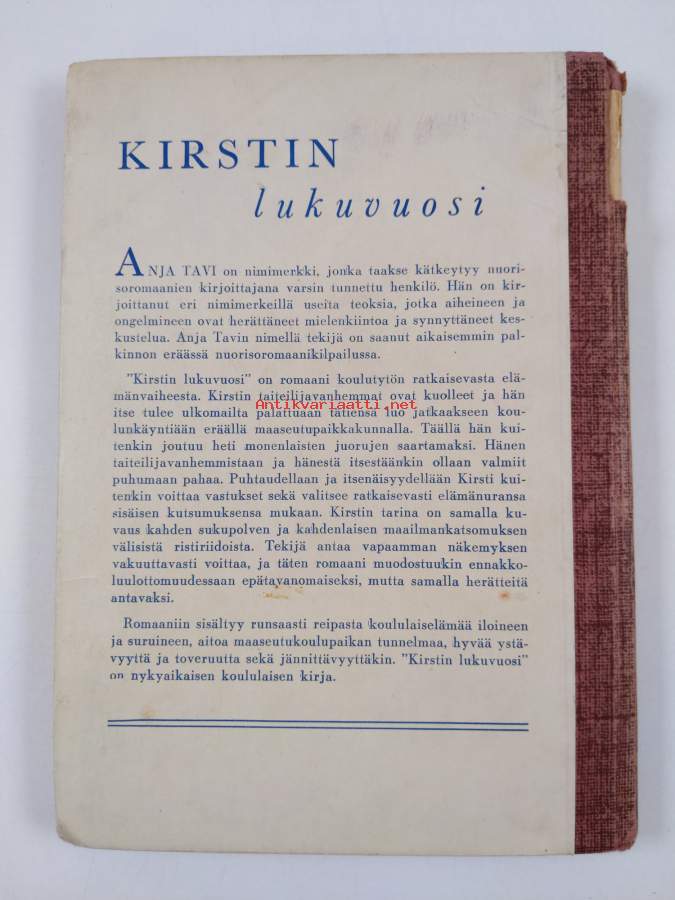 KIRSTIN
lukuvuosi
ANJA TAVI on nimimerkki, jonka taakse kätkeytyy nuori-
soromaanien kirjoittajana varsin tunnettu henkilö. Hän on kir-
joittanut eri nimimerkeillä useita teoksia, jotka aiheineen ja
ongelmineen ovat herättäneet mielenkiintoa ja synnyttäneet kes-
kustelua. Anja Tavin nimellä tekijä on saanut aikaisemmin pal-
kinnon eräässä nuorisoromaanikilpailussa.
"Kirstin lukuvuosi" on romaani koulutytön ratkaisevasta elä-
mänvaiheesta. Kirstin taiteilijavanhemmat ovat kuolleet ja hän
itse tulee ulkomailta palattuaan tätiensä luo jatkaakseen kou-
Antikvariaatti.net
lunkäyntiään eräällä maaseutupaikkakunnalla. Täällä hän kui-
tenkin joutuu heti monenlaisten juorujen saartamaksi. Hänen
taiteilijavanhemmistaan ja hänestä itsestäänkin ollaan valmiit
puhumaan pahaa. Puhtaudellaan ja itsenäisyydellään Kirsti kui-
tenkin voittaa vastukset sekä valitsee ratkaisevasti elämänuransa
sisäisen kutsumuksensa mukaan. Kirstin tarina on samalla ku-
vaus kahden sukupolven ja kahdenlaisen maailmankatsomuksen
välisistä ristiriidoista. Tekijä antaa vapaamman näkemyksen
vakuuttavasti voittaa, ja täten romaani muodostuukin ennakko-
luulottomuudessaan epätavanomaiseksi, mutta samalla herätteitä
antavaksi.
Romaaniin sisältyy runsaasti reipasta koululaiselämää iloineen
ja suruineen, aitoa maaseutukoulupaikan tunnelmaa, hyvää ystä-
vyyttä ja toveruutta sekä jännittävyyttäkin. "Kirstin lukuvuosi"
on nykyaikaisen koululaisen kirja.